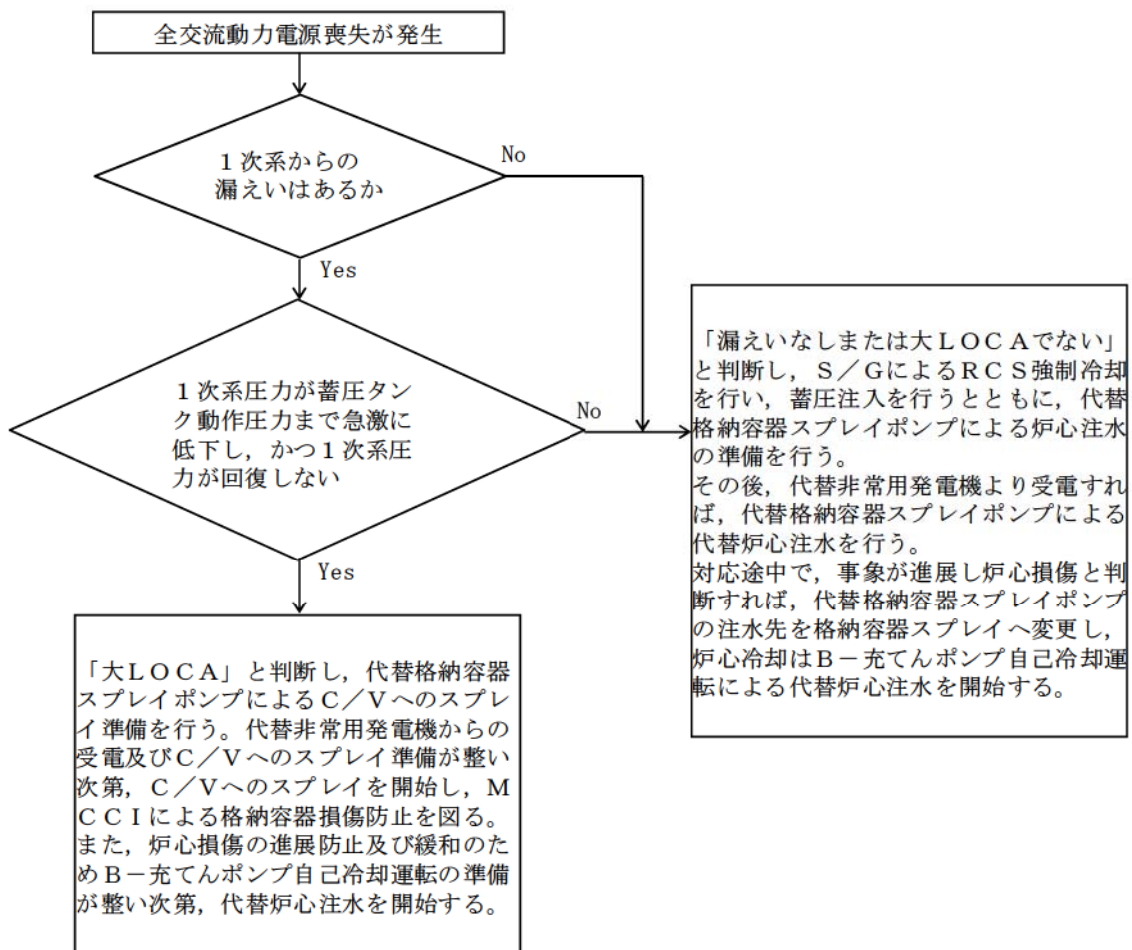 全交流動力電源喪失が発生
１次系からの
漏えいはあるか
No
Yes
１次系圧力が蓄圧タン
ク動作圧力まで急激に
低下し，かつ１次系圧
力が回復しない
No
Yes
「漏えいなしまたは大ＬＯＣＡでない」
と判断し，Ｓ／ＧによるＲＣＳ強制冷却
を行い，蓄圧注入を行うとともに，代替
格納容器スプレイポンプによる炉心注水
の準備を行う。
その後，代替非常用発電機より受電すれ
ば，代替格納容器スプレイポンプによる
代替炉心注水を行う。
対応途中で，事象が進展し炉心損傷と判
断すれば，代替格納容器スプレイポンプ
の注水先を格納容器スプレイへ変更し，
炉心冷却はＢ－充てんポンプ自己冷却運
転による代替炉心注水を開始する。
「大ＬＯＣＡ」と判断し，代替格納容器
スプレイポンプによるＣ／Ｖへのスプレ
イ準備を行う。代替非常用発電機からの
受電及びＣ／Ｖへのスプレイ準備が整い
次第，Ｃ／Ｖへのスプレイを開始し，Ｍ
ＣＣＩによる格納容器損傷防止を図る。
また，炉心損傷の進展防止及び緩和のた
めＢ－充てんポンプ自己冷却運転の準備
が整い次第，代替炉心注水を開始する。